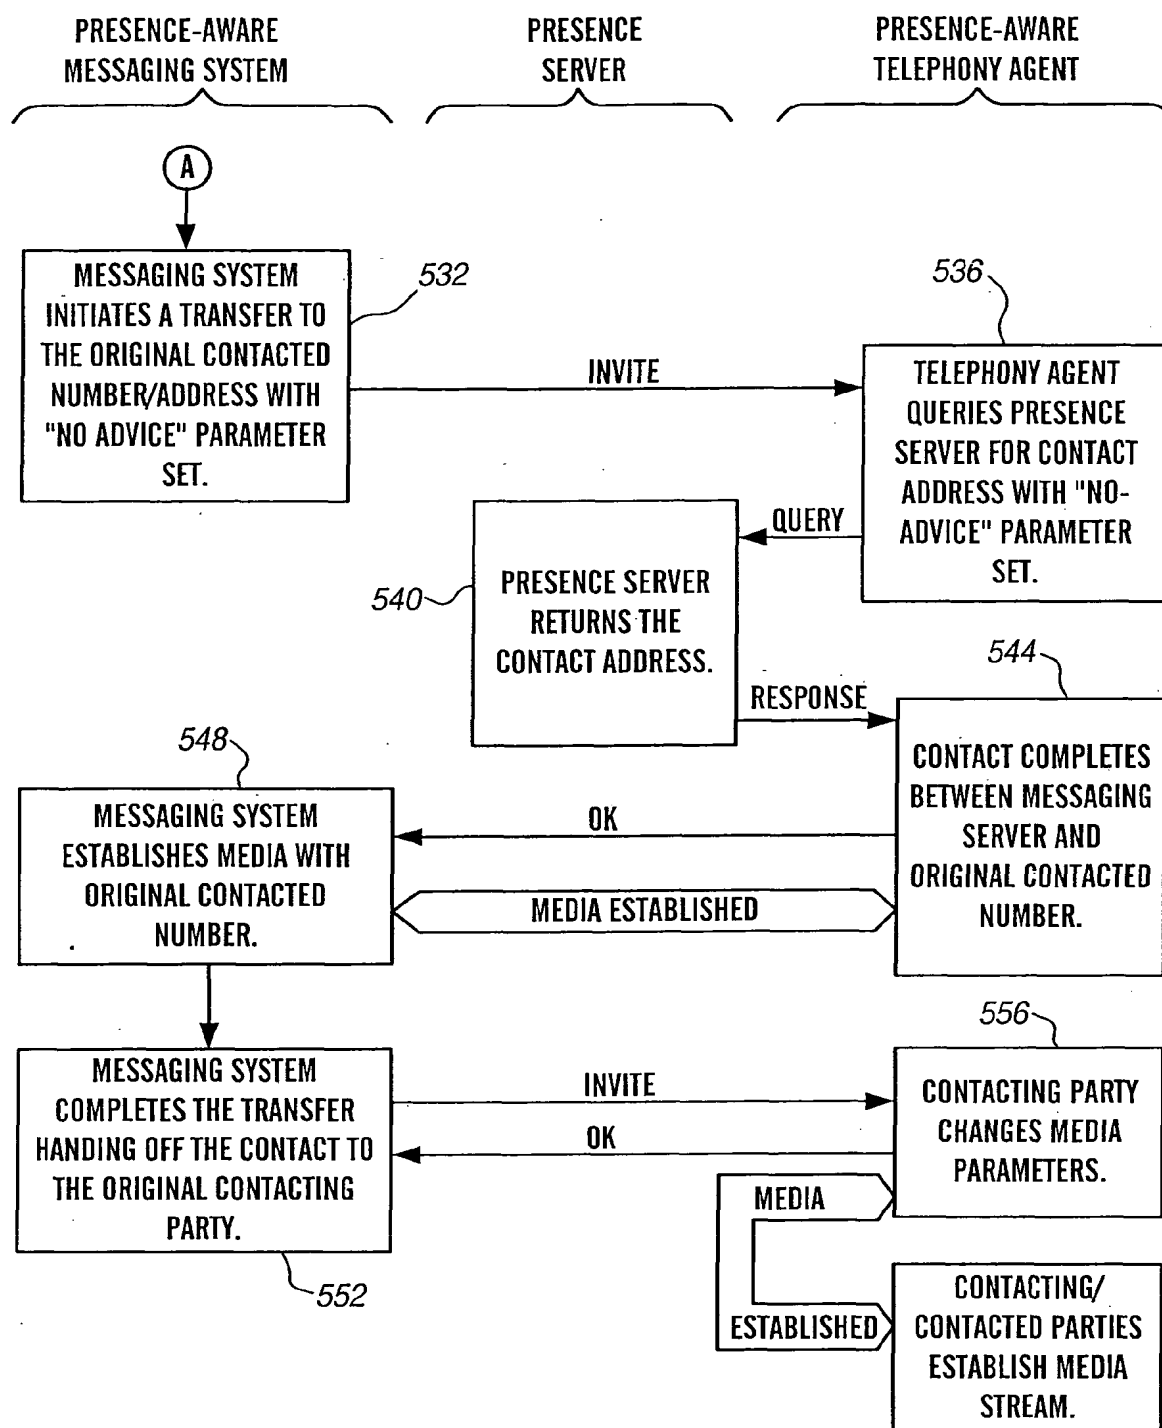 PRESENCE-AWARE
MESSAGING SYSTEM
PRESENCE
SERVER
PRESENCE-AWARE
TELEPHONY AGENT
A
MESSAGING SYSTEM
INITIATES A TRANSFER TO
THE ORIGINAL CONTACTED
NUMBER/ADDRESS WITH
"NO ADVICE" PARAMETER
SET.
532
INVITE
536
TELEPHONY AGENT
QUERIES PRESENCE
SERVER FOR CONTACT
ADDRESS WITH "NO-
ADVICE" PARAMETER
SET.
QUERY
540
PRESENCE SERVER
RETURNS THE
CONTACT ADDRESS.
RESPONSE
544
CONTACT COMPLETES
BETWEEN MESSAGING
SERVER AND
ORIGINAL CONTACTED
NUMBER.
548
MESSAGING SYSTEM
ESTABLISHES MEDIA WITH
ORIGINAL CONTACTED
NUMBER.
OK
MEDIA ESTABLISHED
MESSAGING SYSTEM
COMPLETES THE TRANSFER
HANDING OFF THE CONTACT TO
THE ORIGINAL CONTACTING
PARTY.
552
INVITE
OK
556
CONTACTING PARTY
CHANGES MEDIA
PARAMETERS.
MEDIA
ESTABLISHED
CONTACTING/
CONTACTED PARTIES
ESTABLISH MEDIA
STREAM.